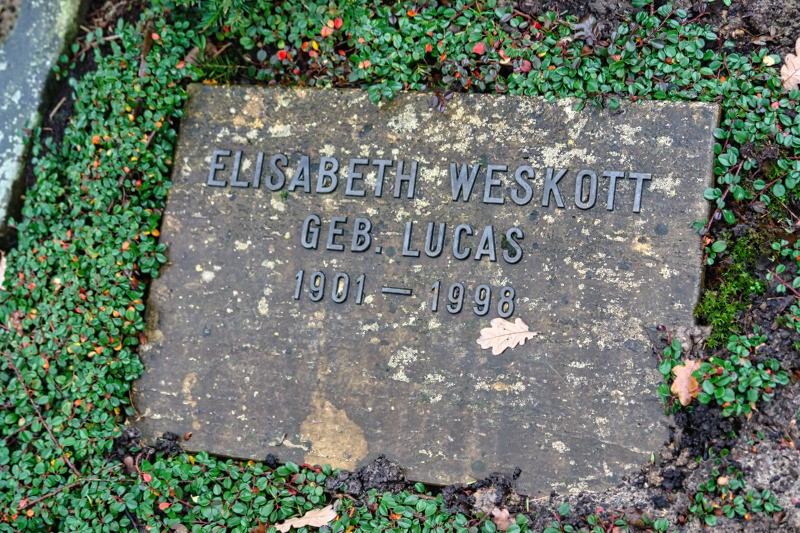 ELISABETH WESKOTT
GEB. LUCAS
1901 – 1998